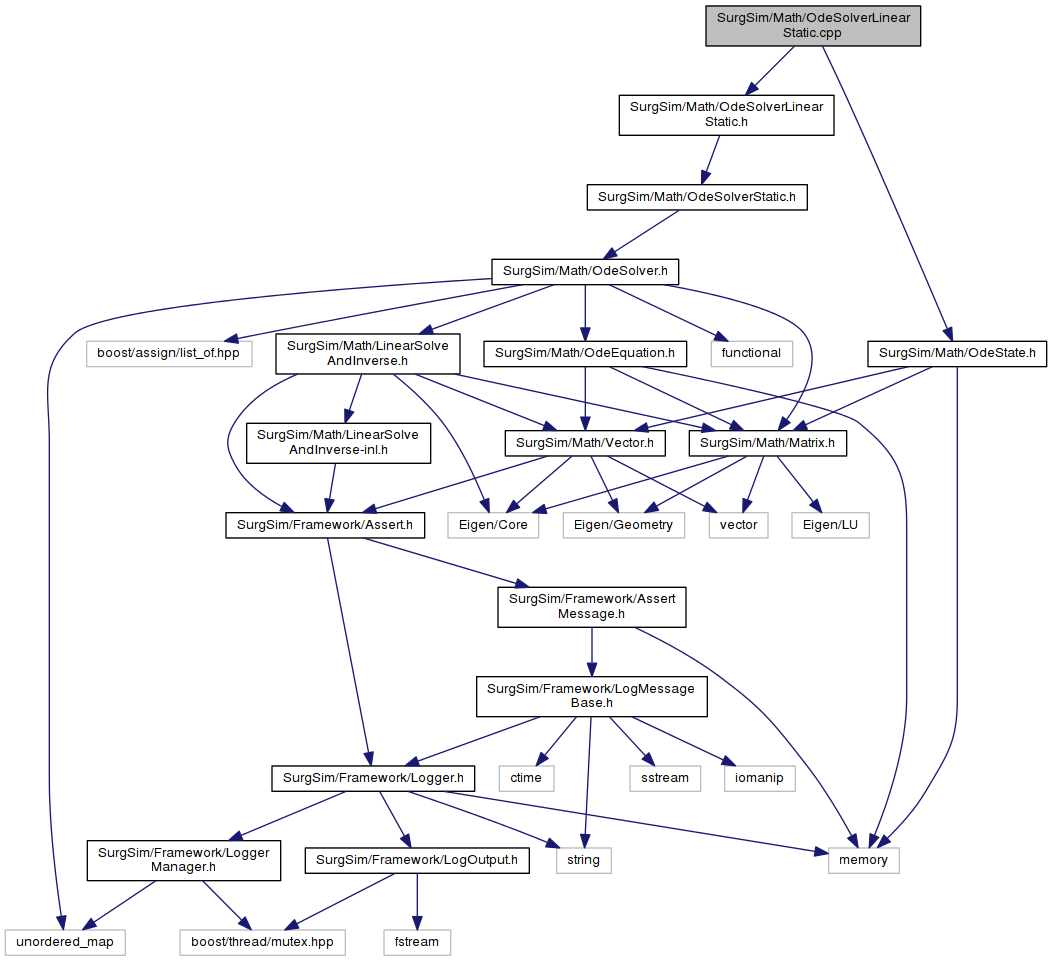 SurgSim/Math/OdeSolverLinear
Static.cpp
SurgSim/Math/OdeSolverLinear
Static.h
SurgSim/Math/OdeSolverStatic.h
SurgSim/Math/OdeSolver.h
boost/assign/list_of.hpp
SurgSim/Math/LinearSolve
AndInverse.h
SurgSim/Math/OdeEquation.h
functional
SurgSim/Math/OdeState.h
SurgSim/Math/LinearSolve
AndInverse-inl.h
SurgSim/Math/Vector.h
SurgSim/Math/Matrix.h
SurgSim/Framework/Assert.h
Eigen/Core
Eigen/Geometry
vector
Eigen/LU
SurgSim/Framework/Assert
Message.h
SurgSim/Framework/LogMessage
Base.h
SurgSim/Framework/Logger.h
ctime
sstream
iomanip
SurgSim/Framework/Logger
Manager.h
SurgSim/Framework/LogOutput.h
string
memory
unordered_map
boost/thread/mutex.hpp
fstream